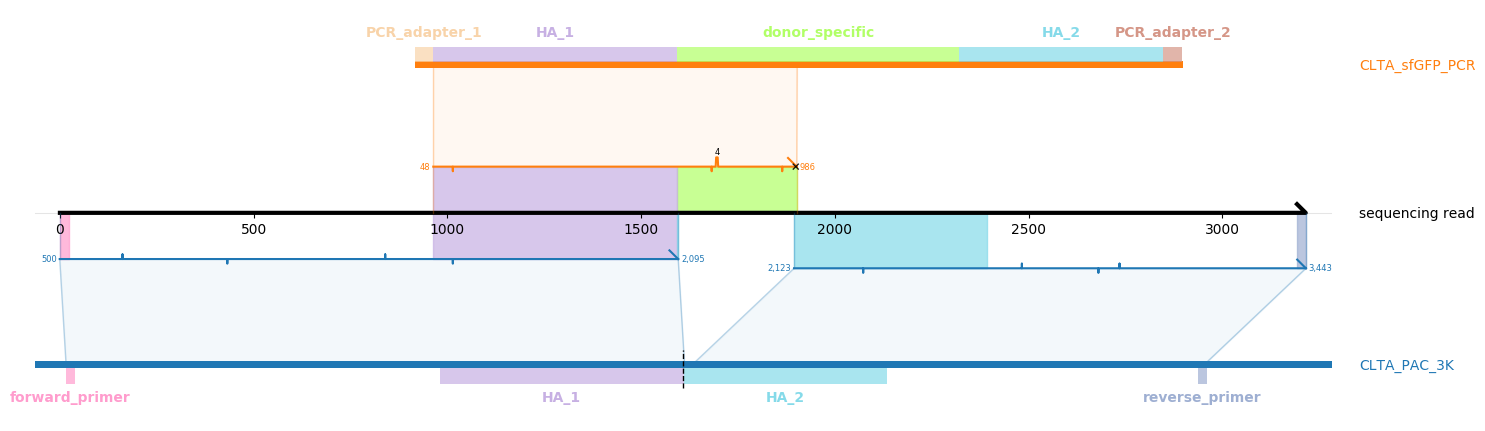 PCR_adapter_1 HA_1 donor_specific HA_2 PCR_adapter_2
CLTA_sfGFP_PCR
4
48 986
sequencing read
0 500 1000 1500 2000 2500 3000
500 2,095
2,123 3,443
CLTA_PAC_3K
forward_primer HA_1 HA_2 reverse_primer